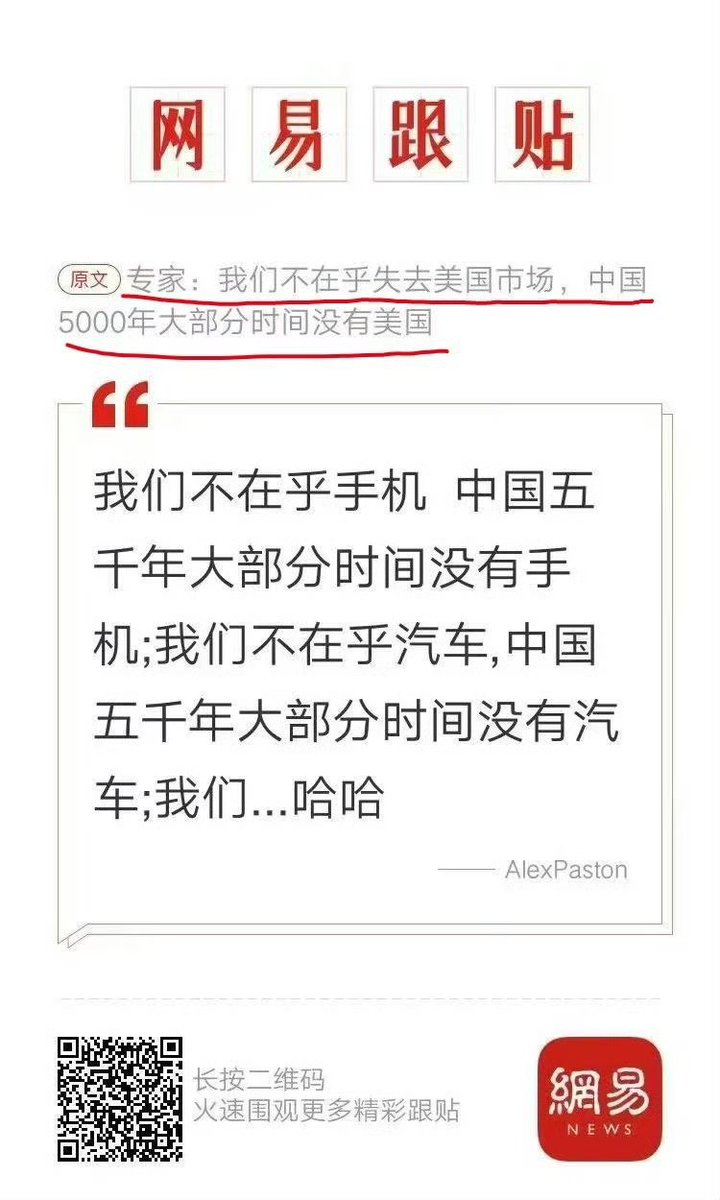 网易跟贴
原文 专家：我们不在乎失去美国市场，中国
5000年大部分时间没有美国
我们不在乎手机 中国五
千年大部分时间没有手
机;我们不在乎汽车,中国
五千年大部分时间没有汽
车;我们...哈哈
—— AlexPaston
长按二维码
火速围观更多精彩跟贴
網易
NEWS